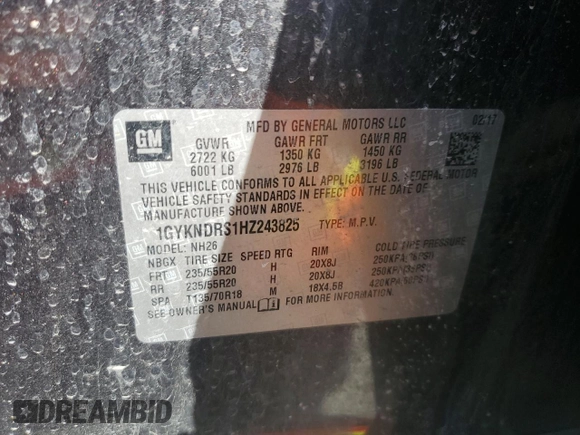 GM
MFD BY GENERAL MOTORS LLC 02/17
GVWR GAWR FRT GAWR RR
2722 KG 1350 KG 1450 KG
6001 LB 2976 LB 3196 LB
THIS VEHICLE CONFORMS TO ALL APPLICABLE U.S. FEDERAL MOTOR
VEHICLE SAFETY STANDARDS IN EFFECT ON THE DATE OF
MANUFACTURE SHOWN ABOVE.
1GYKNDRS1HZ243825 TYPE: M.P.V.
MODEL: NH26
NBGX TIRE SIZE SPEED RTG RIM COLD TIRE PRESSURE
FRT 235/55R20 H 20X8J 250KPA
RR 235/55R20 H 20X8J 250KPA
SPA T135/70R18 M 18X4.5B 420KPA
SEE OWNER'S MANUAL FOR MORE INFORMATION
DREAMBID